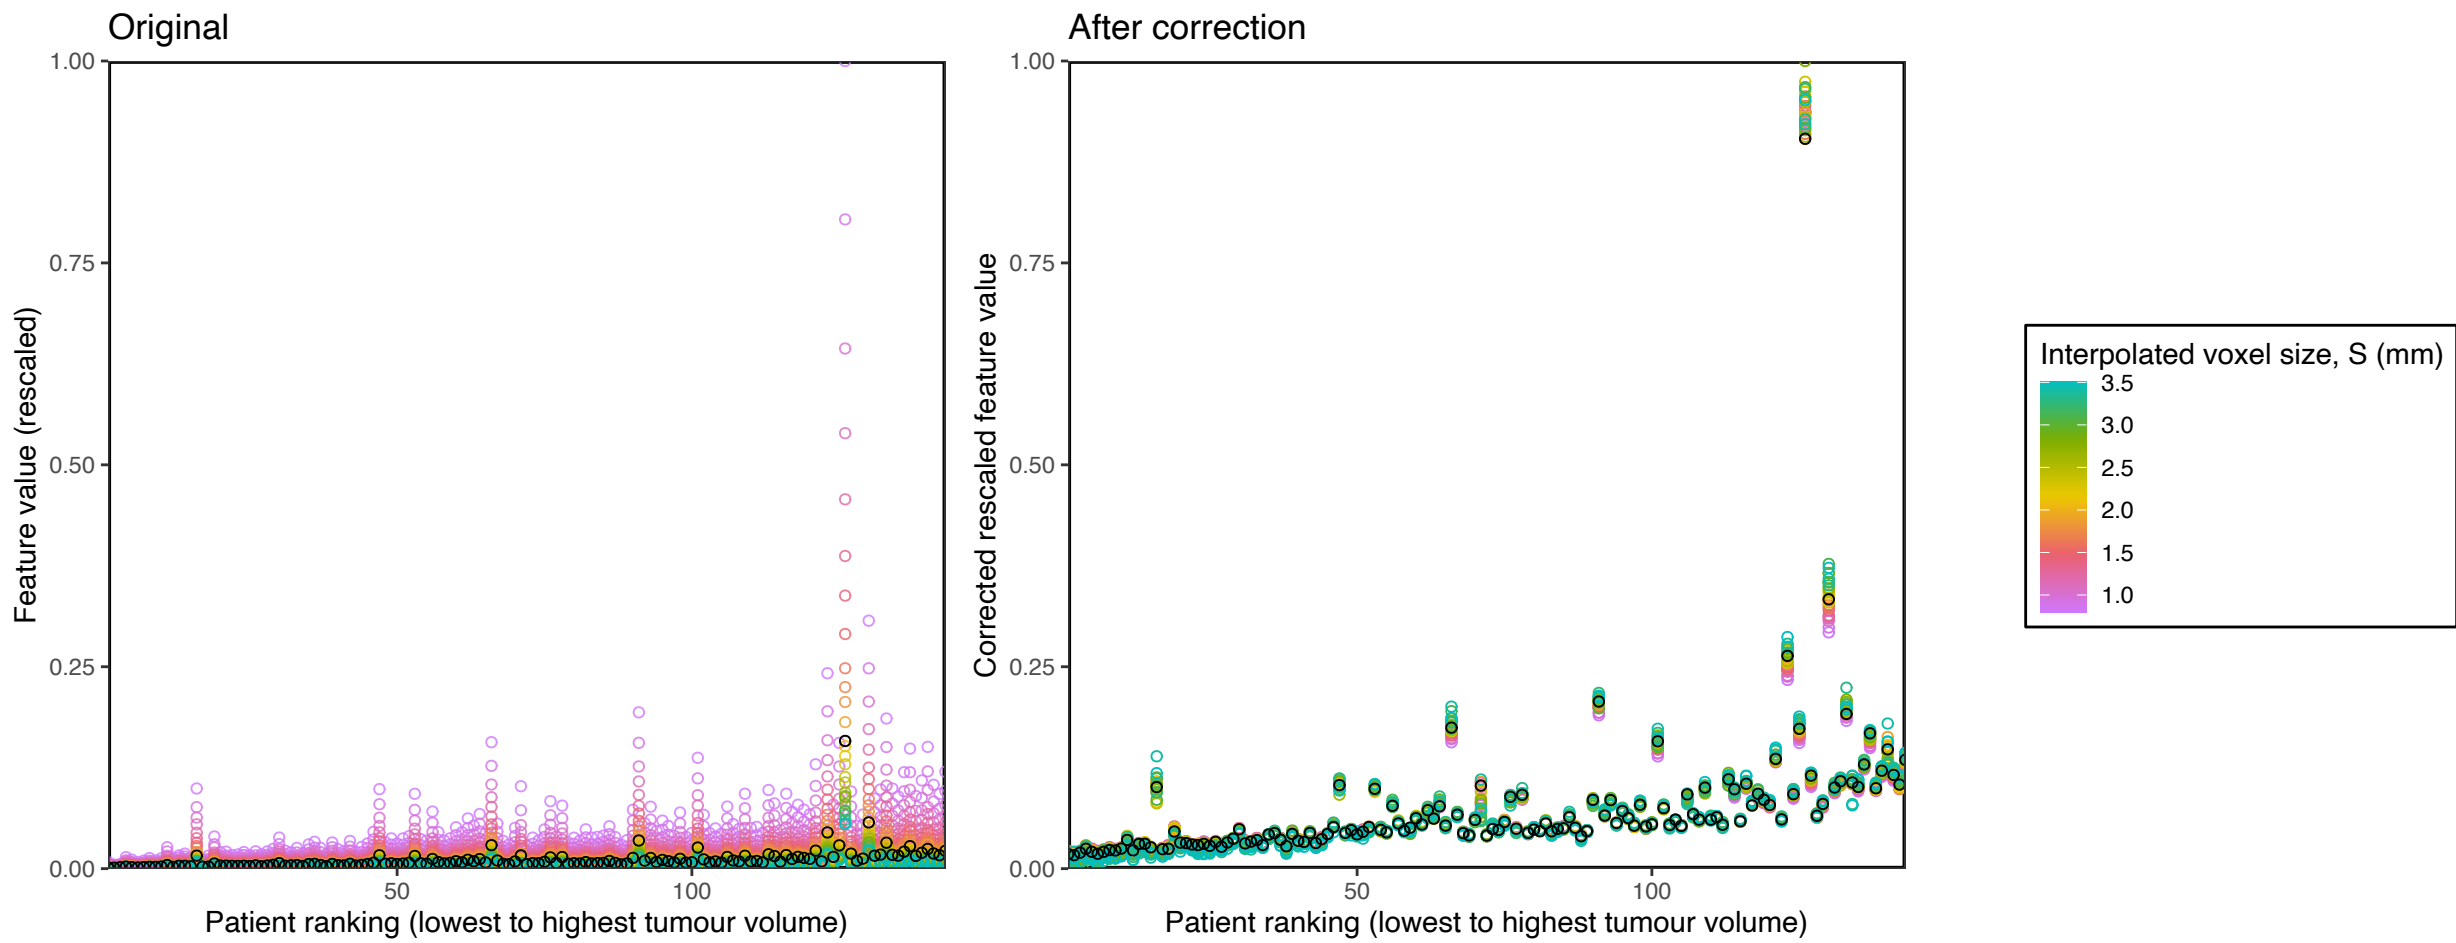 Original
1.00
0.75
0.50
0.25
0.00
50
100
Feature value (rescaled)
Patient ranking (lowest to highest tumour volume)
After correction
1.00
0.75
0.50
0.25
0.00
50
100
Corrected rescaled feature value
Patient ranking (lowest to highest tumour volume)
Interpolated voxel size, S (mm)
3.5
3.0
2.5
2.0
1.5
1.0